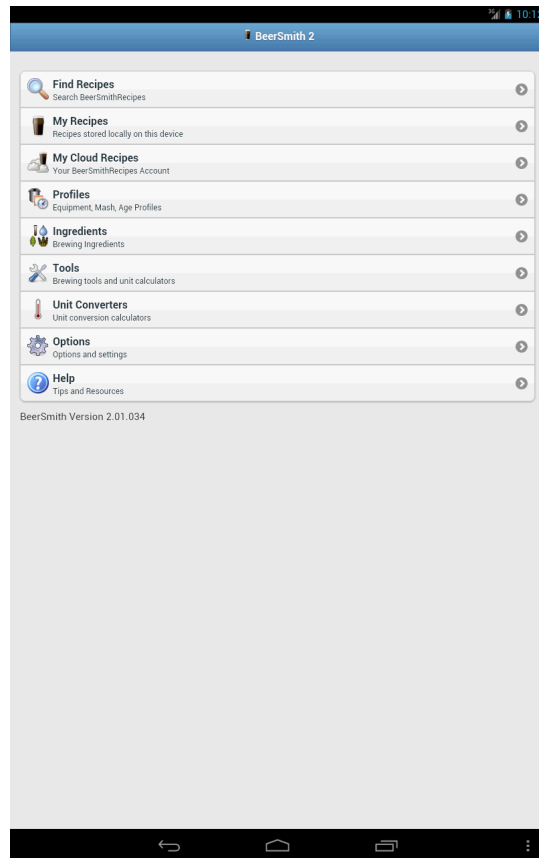 3G 10:12
BeerSmith 2
Find Recipes
Search BeerSmithRecipes
My Recipes
Recipes stored locally on this device
My Cloud Recipes
Your BeerSmithRecipes Account
Profiles
Equipment, Mash, Age Profiles
Ingredients
Brewing Ingredients
Tools
Brewing tools and unit calculators
Unit Converters
Unit conversion calculators
Options
Options and settings
Help
Tips and Resources
BeerSmith Version 2.01.034